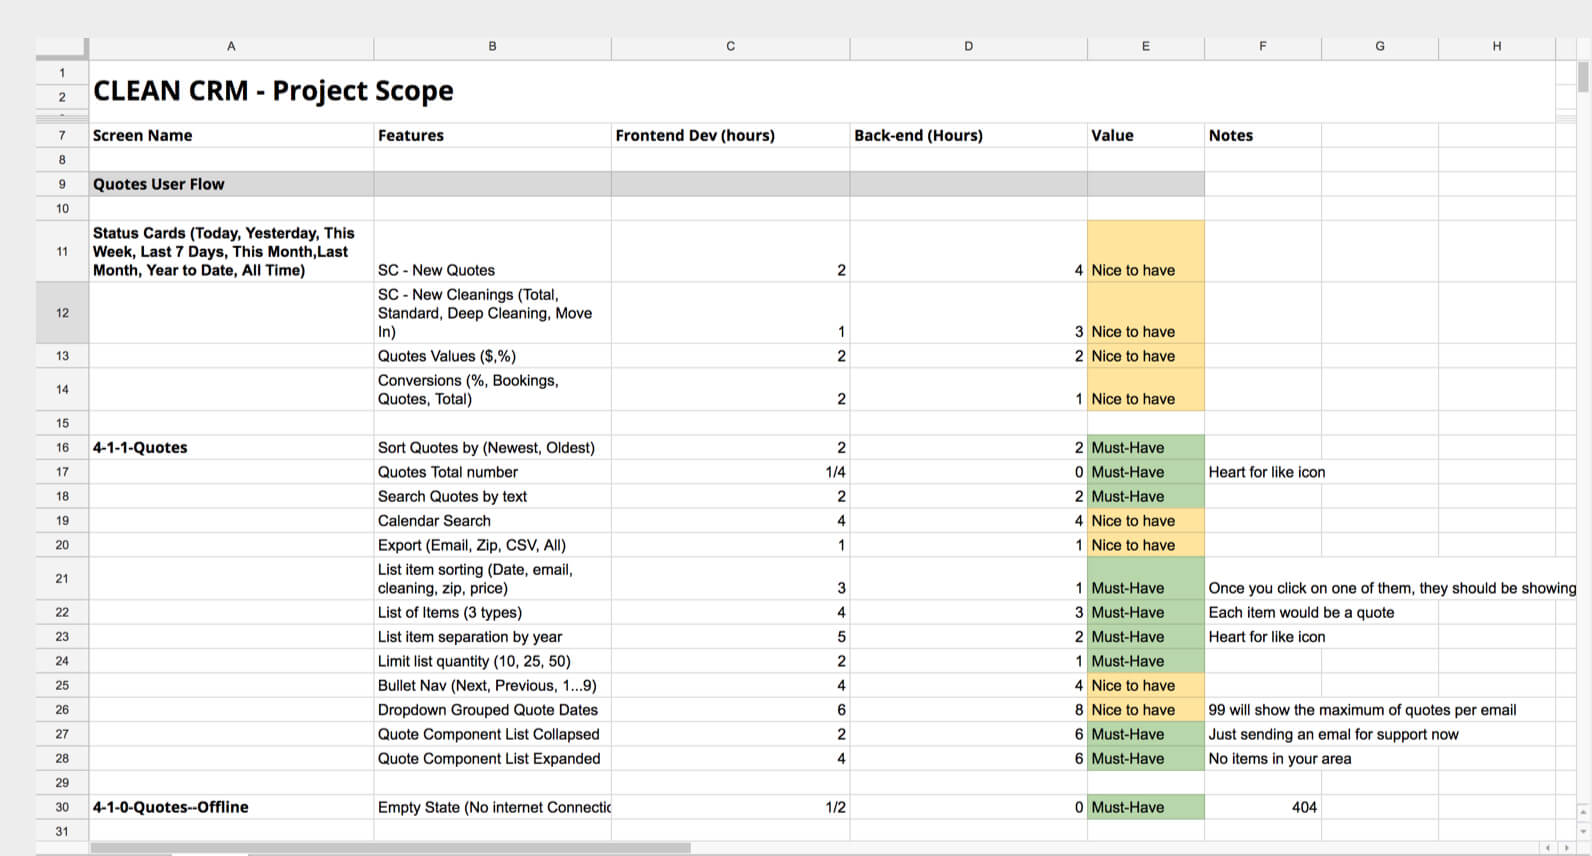 A B C D E F G H
1
2 CLEAN CRM - Project Scope
7 Screen Name Features Frontend Dev (hours) Back-end (Hours) Value Notes
8
9 Quotes User Flow
10
Status Cards (Today, Yesterday, This
11 Week, Last 7 Days, This Month,Last
Month, Year to Date, All Time) SC - New Quotes 2 4 Nice to have
SC - New Cleanings (Total,
12 Standard, Deep Cleaning, Move
In) 1 3 Nice to have
13 Quotes Values ($,%) 2 2 Nice to have
14 Conversions (%, Bookings,
Quotes, Total) 2 1 Nice to have
15
16 4-1-1-Quotes Sort Quotes by (Newest, Oldest) 2 2 Must-Have
17 Quotes Total number 1/4 0 Must-Have Heart for like icon
18 Search Quotes by text 2 2 Must-Have
19 Calendar Search 4 4 Nice to have
20 Export (Email, Zip, CSV, All) 1 1 Nice to have
21 List item sorting (Date, email,
cleaning, zip, price) 3 1 Must-Have Once you click on one of them, they should be showing
22 List of Items (3 types) 4 3 Must-Have Each item would be a quote
23 List item separation by year 5 2 Must-Have Heart for like icon
24 Limit list quantity (10, 25, 50) 2 1 Must-Have
25 Bullet Nav (Next, Previous, 1...9) 4 4 Nice to have
26 Dropdown Grouped Quote Dates 6 8 Nice to have 99 will show the maximum of quotes per email
27 Quote Component List Collapsed 2 6 Must-Have Just sending an emal for support now
28 Quote Component List Expanded 4 6 Must-Have No items in your area
29
30 4-1-0-Quotes--Offline Empty State (No internet Connectic 1/2 0 Must-Have 404
31